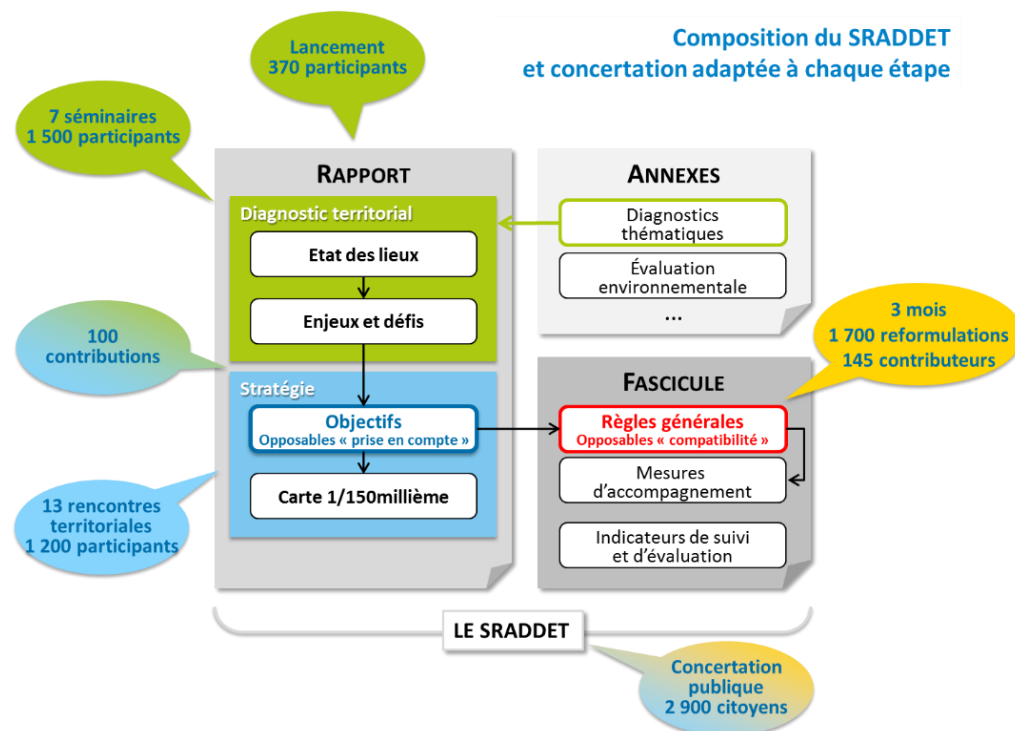 Composition du SRADDET
et concertation adaptée à chaque étape
Lancement
370 participants
7 séminaires
1 500 participants
RAPPORT
Diagnostic territorial
Etat des lieux
Enjeux et défis
100
contributions
Stratégie
Objectifs
Opposables « prise en compte »
Carte 1/150millième
13 rencontres
territoriales
1 200 participants
ANNEXES
Diagnostics
thématiques
Évaluation
environnementale
...
3 mois
1 700 reformulations
145 contributeurs
FASCICULE
Règles générales
Opposables « compatibilité »
Mesures
d’accompagnement
Indicateurs de suivi
et d’évaluation
LE SRADDET
Concertation
publique
2 900 citoyens